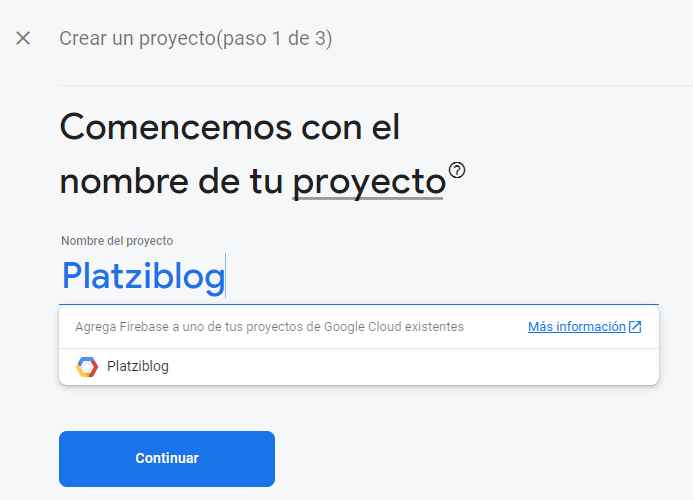 Crear un proyecto(paso 1 de 3)
Comencemos con el
nombre de tu proyecto
Nombre del proyecto
Platziblog
Agrega Firebase a uno de tus proyectos de Google Cloud existentes Más información
Platziblog
Continuar